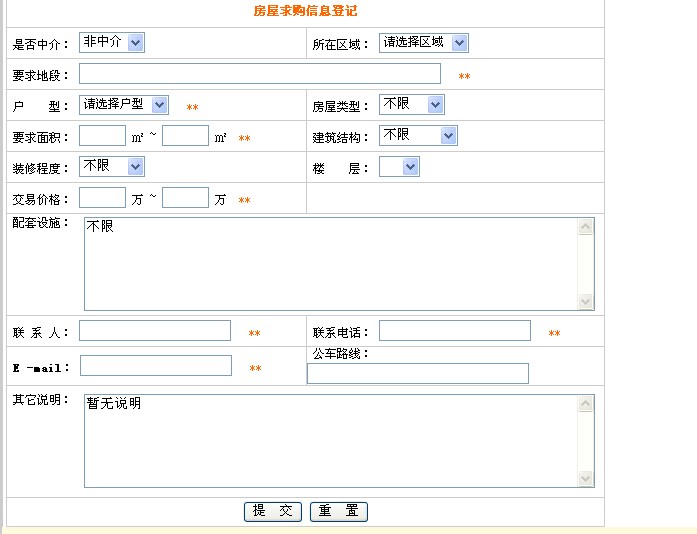 房屋求购信息登记
是否中介： 非中介 所在区域： 请选择区域
要求地段： **
户 型： 请选择户型 ** 房屋类型： 不限
要求面积： ㎡ ~ ㎡ ** 建筑结构： 不限
装修程度： 不限 楼 层：
交易价格： 万 ~ 万 **
配套设施： 不限
联 系 人： ** 联系电话： **
E -mail： ** 公车路线：
其它说明： 暂无说明
提 交 重 置